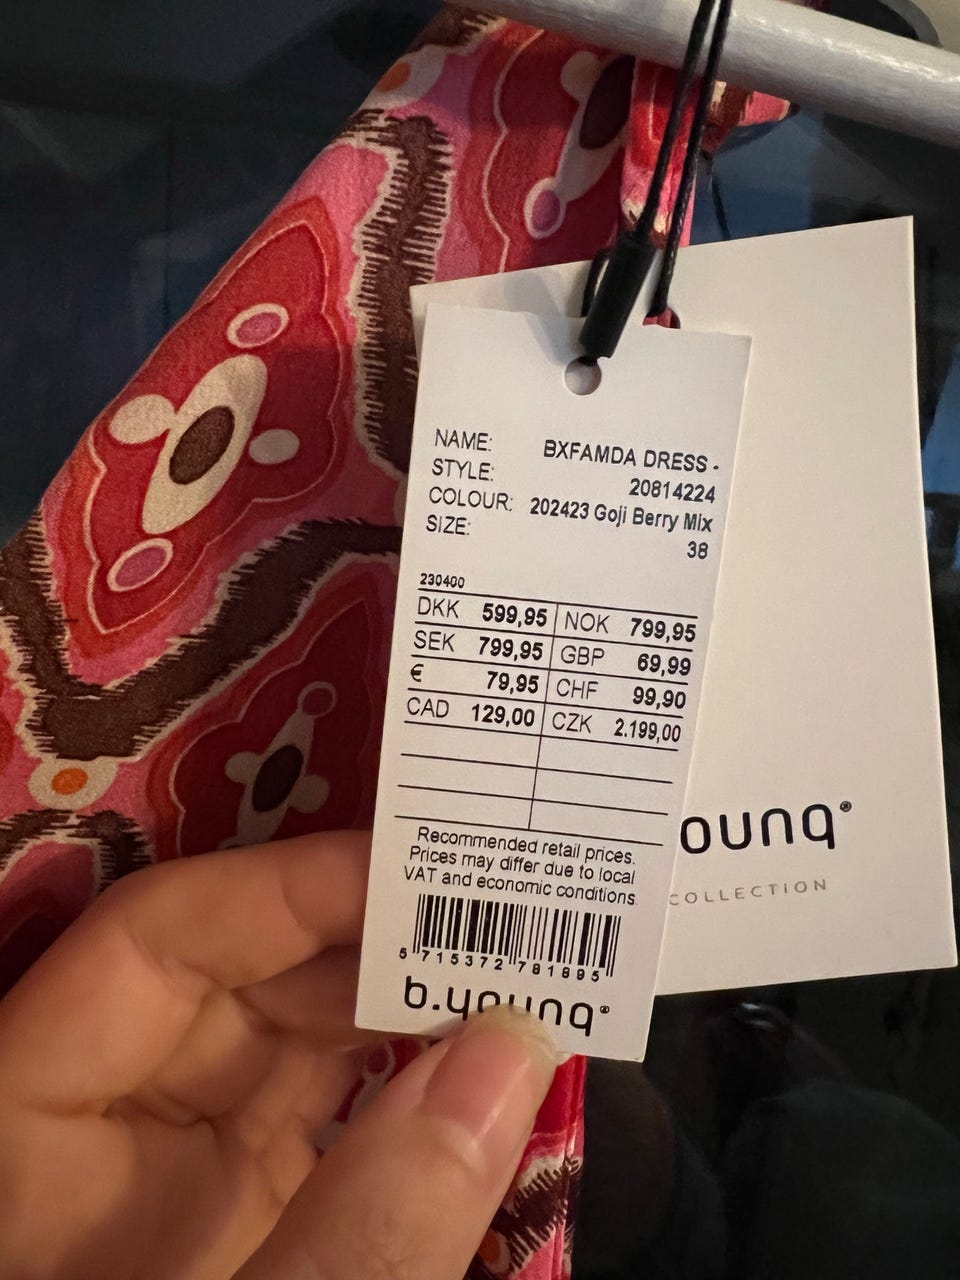 NAME: BXFAMDA DRESS -
STYLE: 20814224
COLOUR: 202423 Goji Berry Mix
SIZE: 38
230400
DKK 599,95 NOK 799,95
SEK 799,95 GBP 69,99
€ 79,95 CHF 99,90
CAD 129,00 CZK 2.199,00
Recommended retail prices.
Prices may differ due to local
VAT and economic conditions.
5 715372 781895
b.young®
oung®
COLLECTION